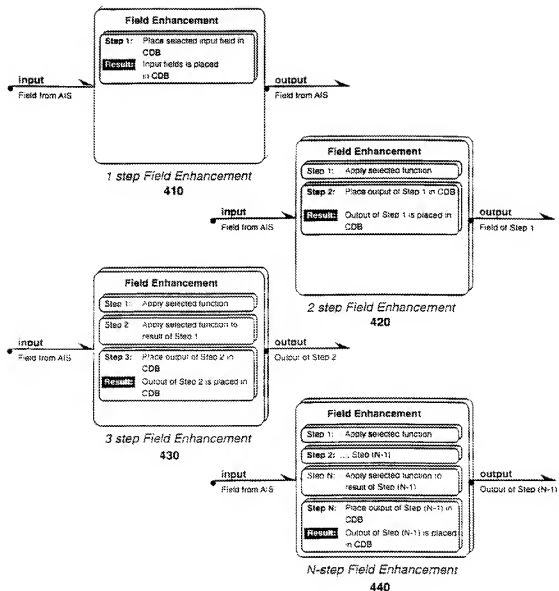 Field Enhancement
Step 1: Place selected input field in
CDB
Result: Input fields is placed
in CDB
input
Field from AIS
output
Field from AIS
1 step Field Enhancement
410
Field Enhancement
Step 1: Apply selected function
Step 2: Place output of Step 1 in CDB
Result: Output of Step 1 is placed in
CDB
input
Field from AIS
output
Field of Step 1
2 step Field Enhancement
420
Field Enhancement
Step 1: Apply selected function
Step 2 Apply selected function to
result of Step 1
Step 3: Place output of Step 2 in
CDB
Result: Output of Step 2 is placed in
CDB
input
Field from AIS
output
Output of Step 2
3 step Field Enhancement
430
Field Enhancement
Step 1: Apply selected function
Step 2: ... Step (N-1)
Step N: Apply selected function to
result of Step (N-1)
Step N: Place output of Step (N-1) in
CDB
Result: Output of Step (N-1) is placed
in CDB
input
Field from AIS
output
Output of Step (N-1)
N-step Field Enhancement
440